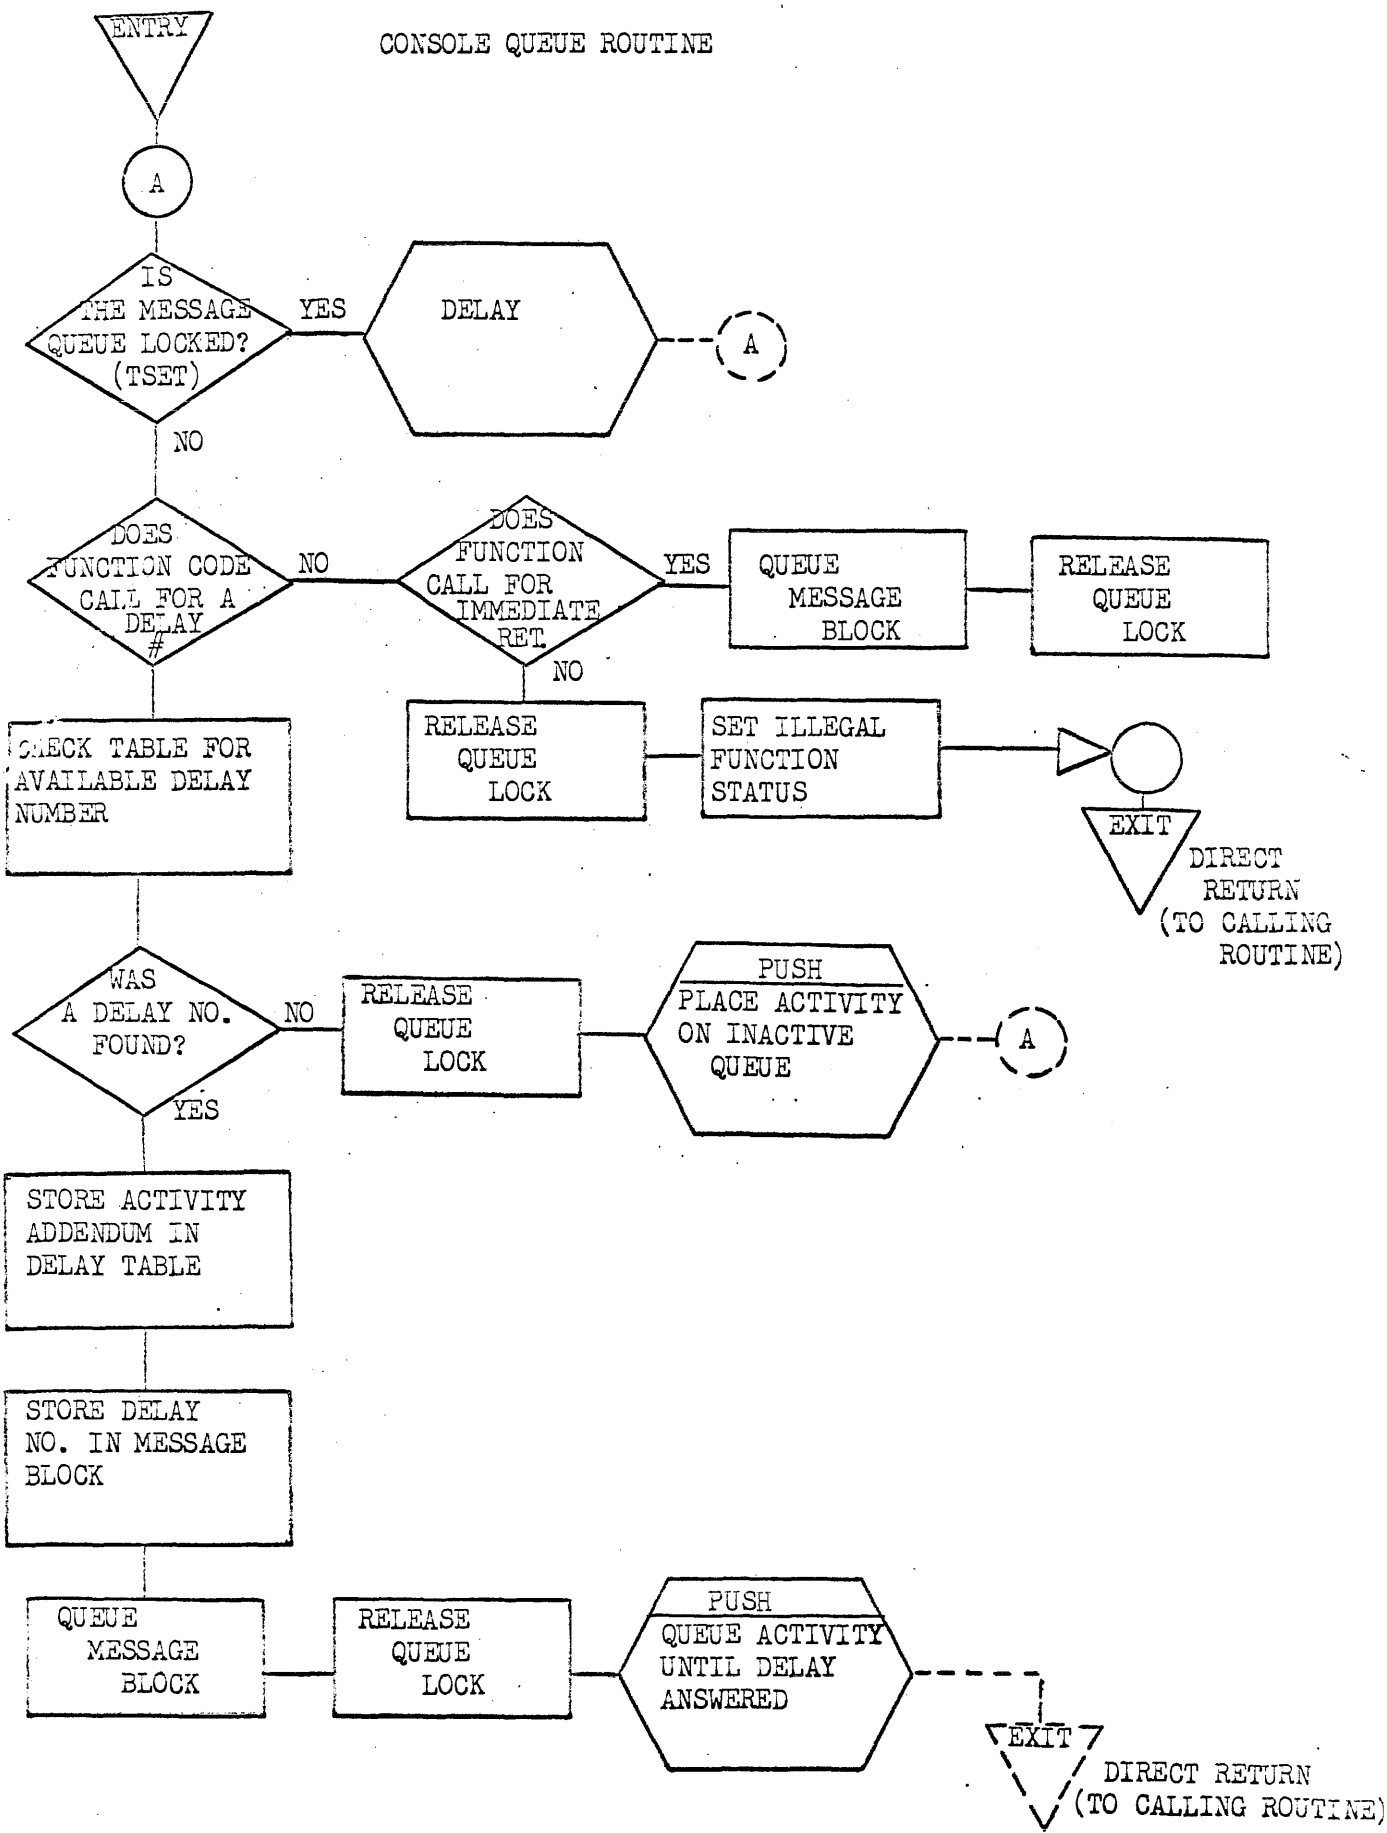 ENTRY
CONSOLE QUEUE ROUTINE
A
IS
THE MESSAGE
QUEUE LOCKED?
(TSET)
YES
DELAY
A
NO
DOES
FUNCTION CODE
CALL FOR A
DELAY
#
NO
DOES
FUNCTION
CALL FOR
IMMEDIATE
RET.
YES
QUEUE
MESSAGE
BLOCK
RELEASE
QUEUE
LOCK
NO
CHECK TABLE FOR
AVAILABLE DELAY
NUMBER
RELEASE
QUEUE
LOCK
SET ILLEGAL
FUNCTION
STATUS
EXIT
DIRECT
RETURN
(TO CALLING
ROUTINE)
WAS
A DELAY NO.
FOUND?
NO
RELEASE
QUEUE
LOCK
PUSH
PLACE ACTIVITY
ON INACTIVE
QUEUE
A
YES
STORE ACTIVITY
ADDENDUM IN
DELAY TABLE
STORE DELAY
NO. IN MESSAGE
BLOCK
QUEUE
MESSAGE
BLOCK
RELEASE
QUEUE
LOCK
PUSH
QUEUE ACTIVITY
UNTIL DELAY
ANSWERED
EXIT
DIRECT RETURN
(TO CALLING ROUTINE)